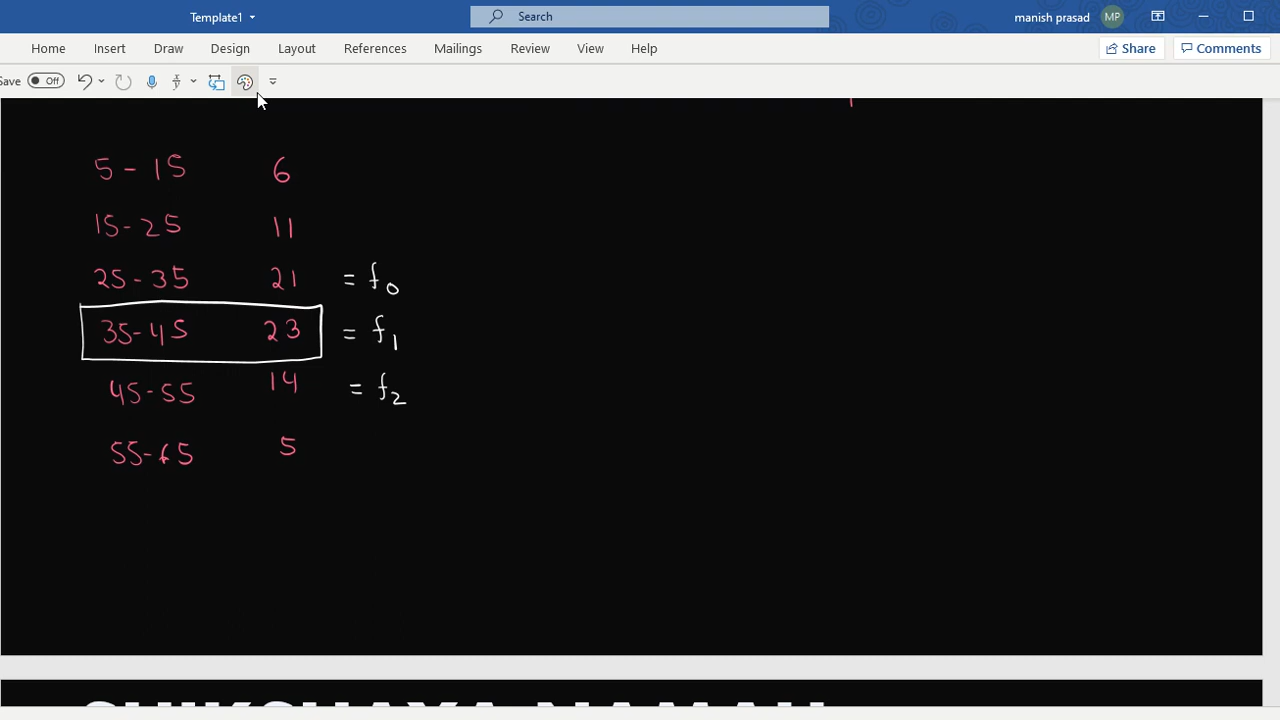 Template1
Search
manish prasad MP
Home Insert Draw Design Layout References Mailings Review View Help Share Comments
Save Off
5 - 15 6
15 - 25 11
25 - 35 21 = f0
35 - 45 23 = f1
45 - 55 14 = f2
55 - 65 5